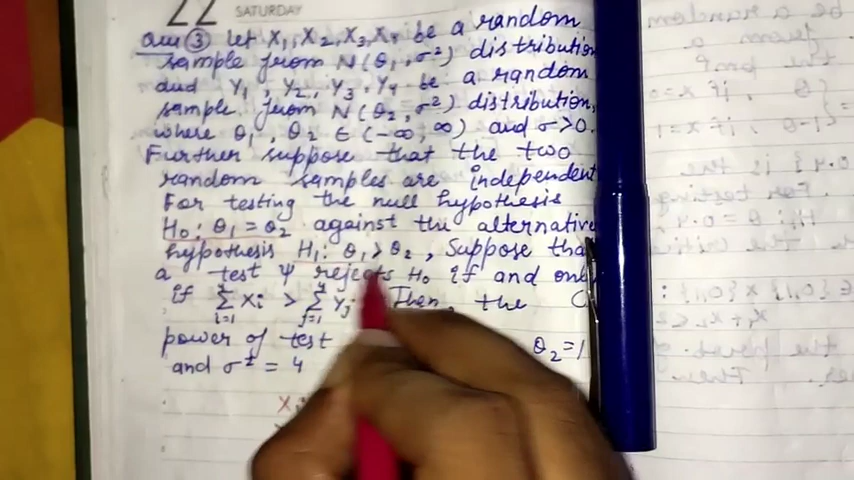 22 SATURDAY
Que ③ Let X₁, X₂, X₃, X₄ be a random
sample from N(θ₁, σ²) distribution
and Y₁, Y₂, Y₃, Y₄ be a random
sample from N(θ₂, σ²) distribution,
where θ₁, θ₂ ∈ (-∞, ∞) and σ>0.
Further suppose that the two
random samples are independent
For testing the null hypothesis
H₀: θ₁ = θ₂ against the alternative
hypothesis H₁: θ₁ > θ₂, Suppose tha
a test ψ rejects H₀ if and only
if Σ Xi > Σ Yj. Then, the
power of test θ₂=1
and σ² = 4